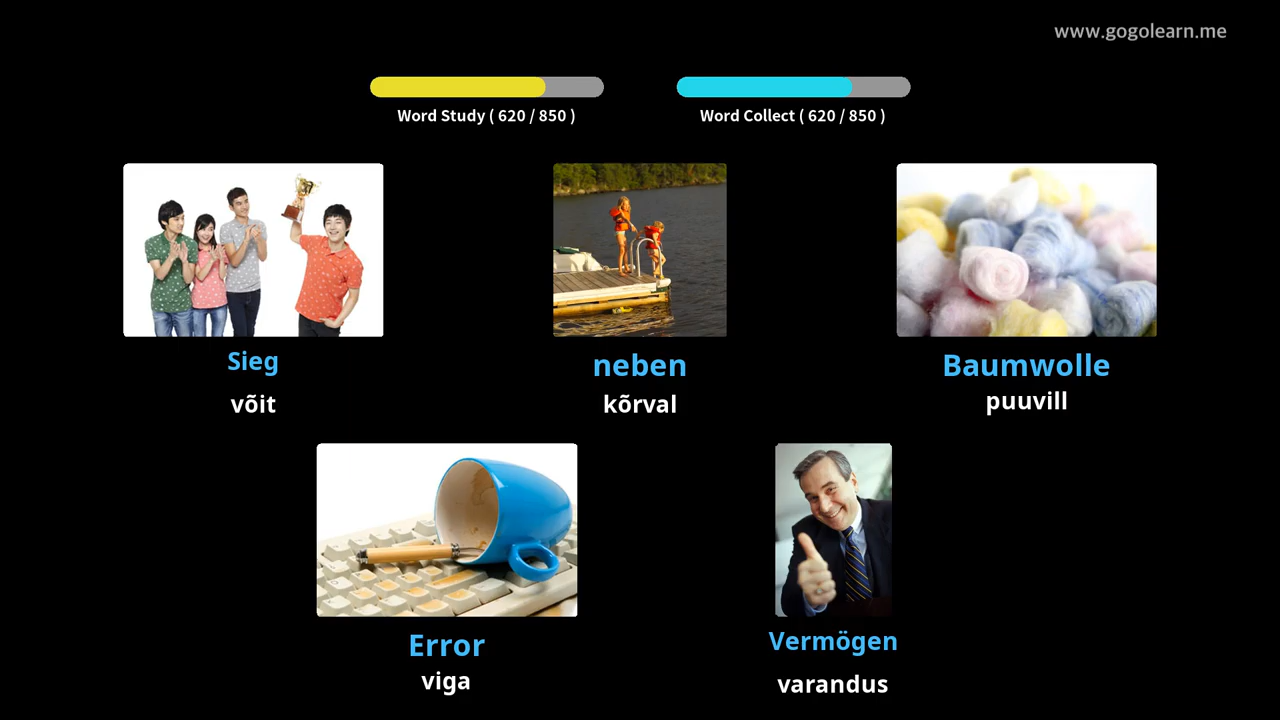 www.gogolearn.me
Word Study ( 620 / 850 )
Word Collect ( 620 / 850 )
Sieg
võit
neben
kõrval
Baumwolle
puuvill
Error
viga
Vermögen
varandus